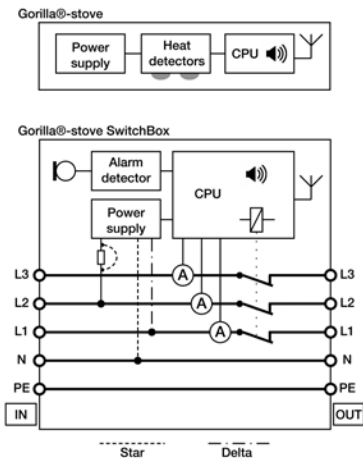 Gorilla®-stove
Power supply
Heat detectors
CPU
Gorilla®-stove SwitchBox
Alarm detector
Power supply
CPU
L3 A L3
L2 A L2
L1 A L1
N N
PE PE
IN OUT
Star Delta